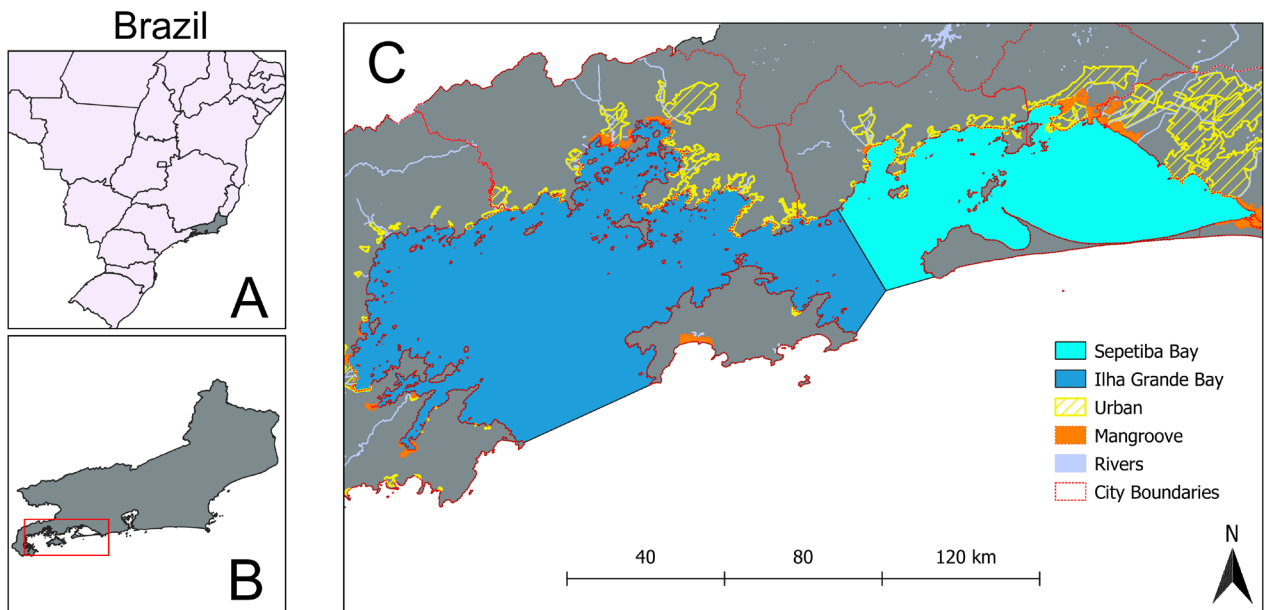 Brazil
A
B
C
Sepetiba Bay
Ilha Grande Bay
Urban
Mangroove
Rivers
City Boundaries
40 80 120 km
N